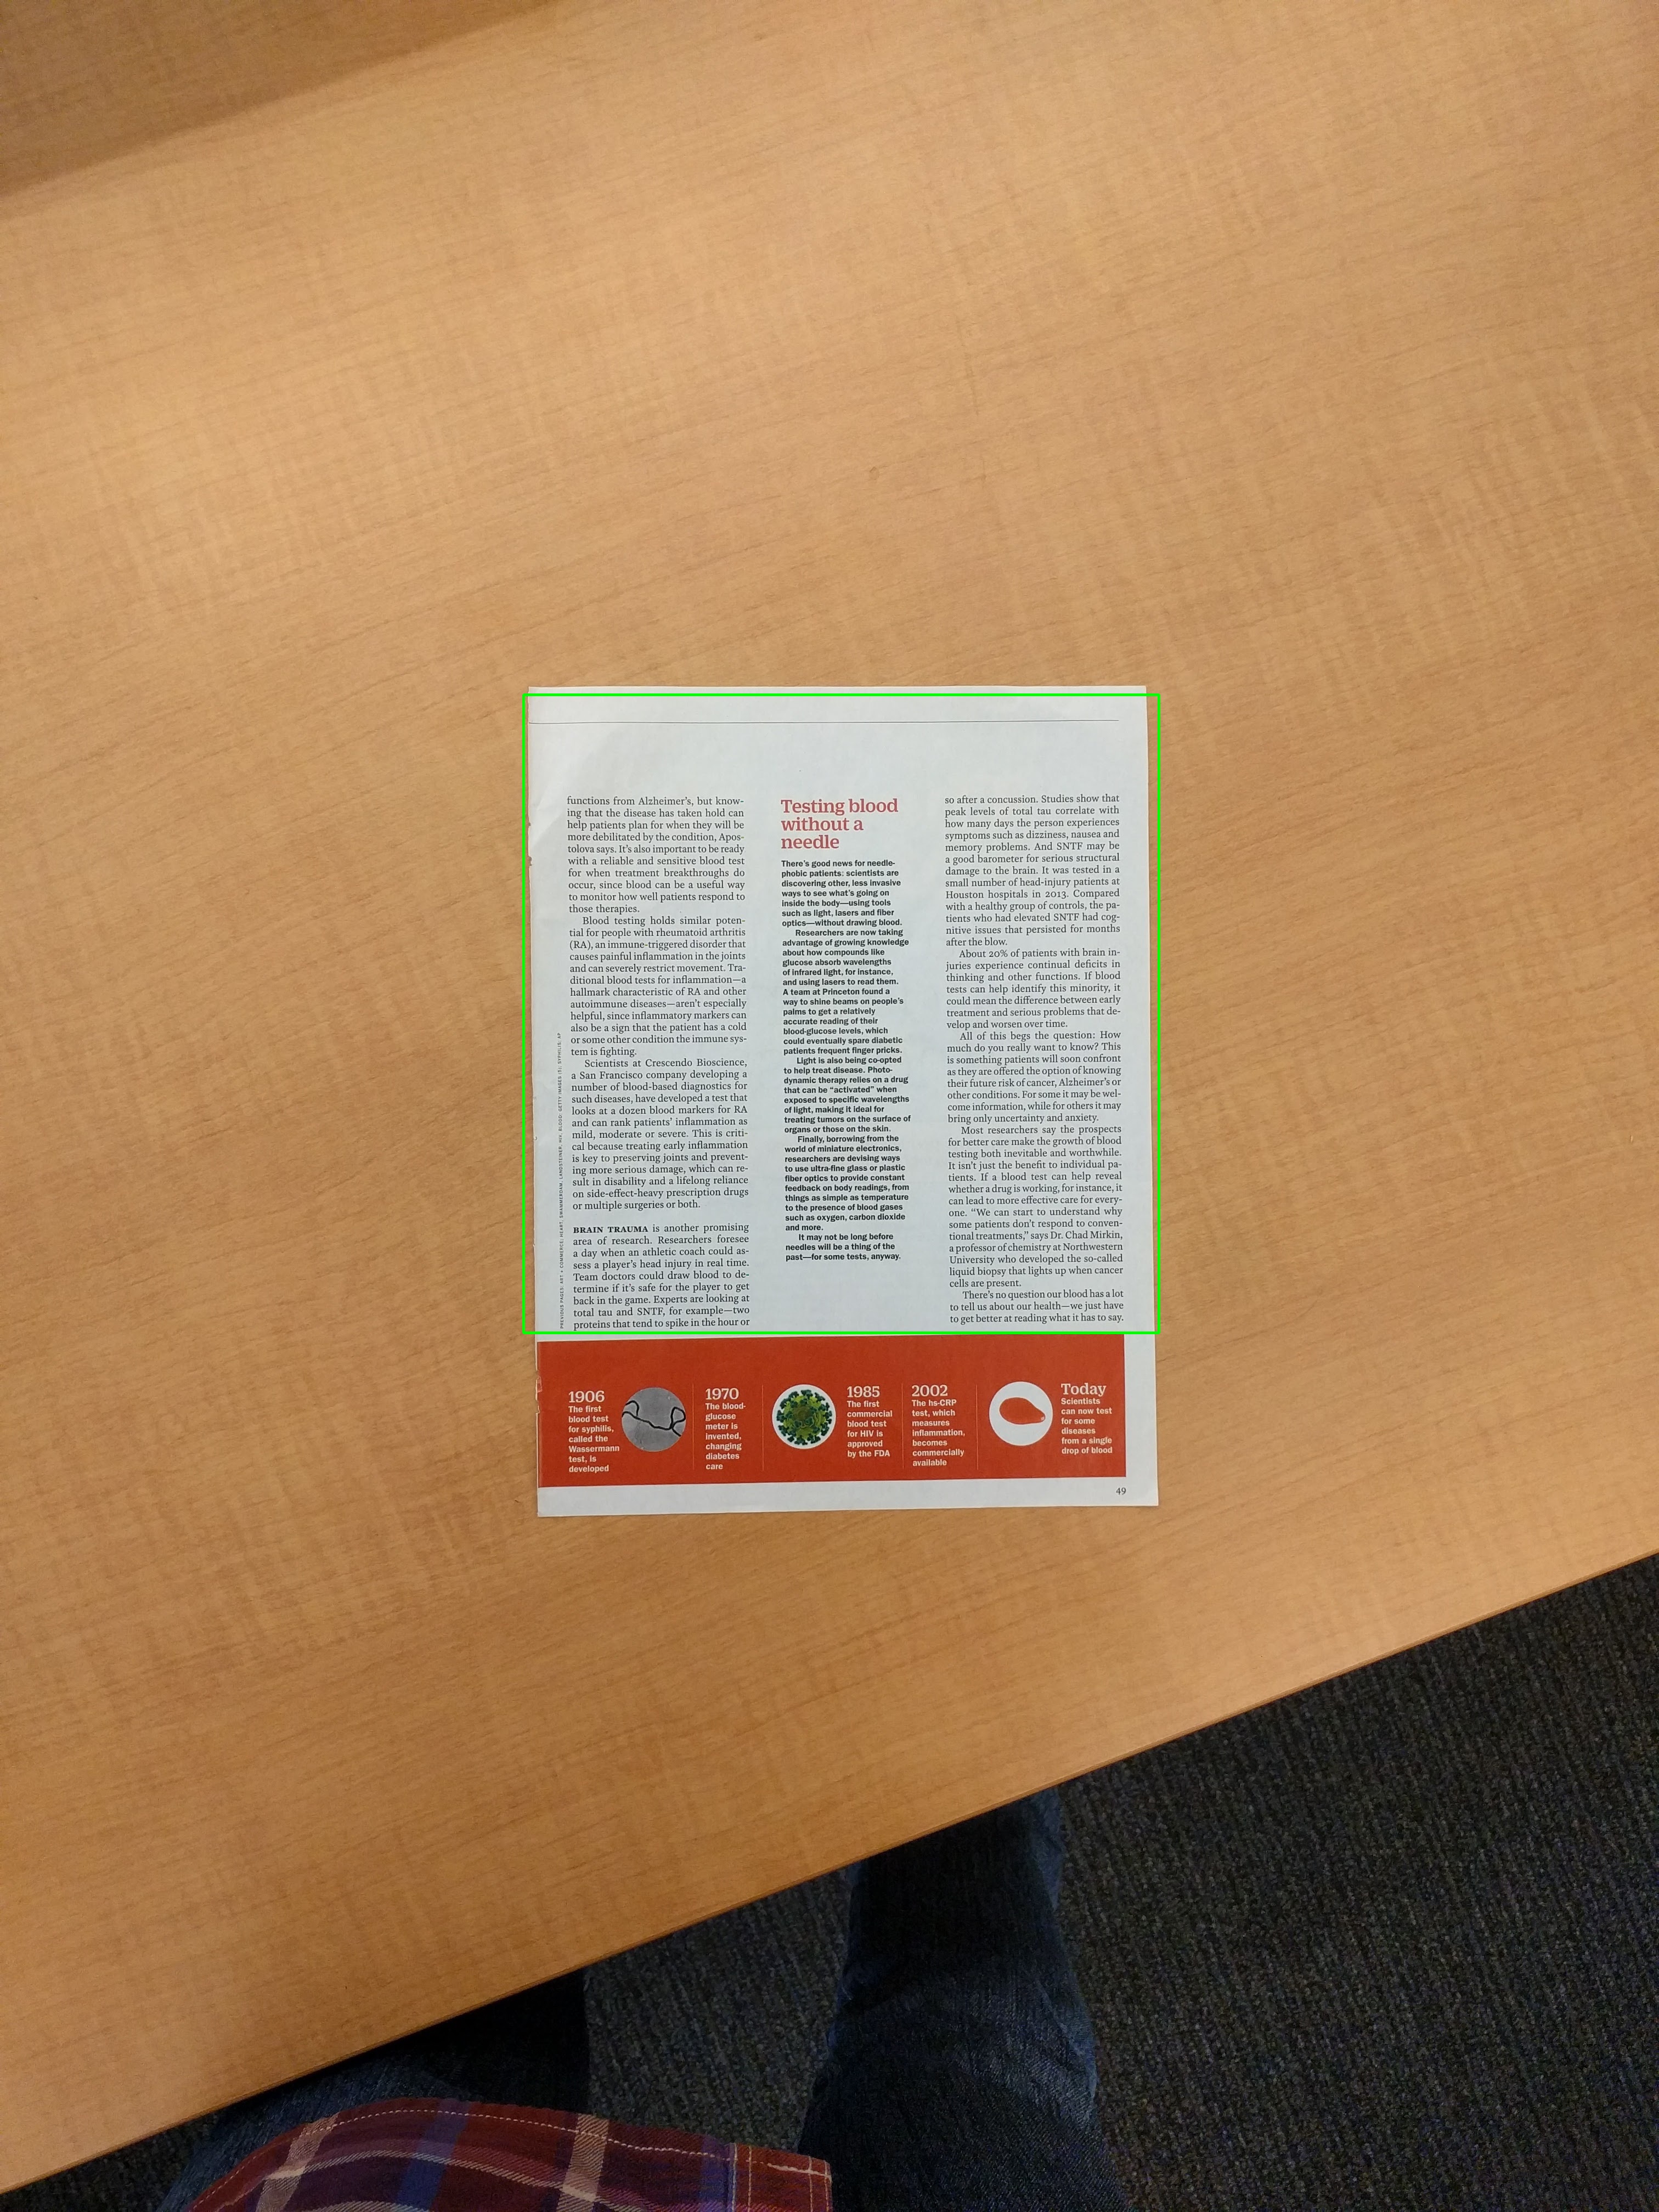 functions from Alzheimer's, but know-
ing that the disease has taken hold can
help patients plan for when they will be
more debilitated by the condition, Apos-
tolova says. It's also important to be ready
with a reliable and sensitive blood test
for when treatment breakthroughs do
occur, since blood can be a useful way
to monitor how well patients respond to
those therapies.
Blood testing holds similar poten-
tial for people with rheumatoid arthritis
(RA), an immune-triggered disorder that
causes painful inflammation in the joints
and can severely restrict movement. Tra-
ditional blood tests for inflammation—a
hallmark characteristic of RA and other
autoimmune diseases—aren't especially
helpful, since inflammatory markers can
also be a sign that the patient has a cold
or some other condition the immune sys-
tem is fighting.
Scientists at Crescendo Bioscience,
a San Francisco company developing a
number of blood-based diagnostics for
such diseases, have developed a test that
looks at a dozen blood markers for RA
and can rank patients' inflammation as
mild, moderate or severe. This is criti-
cal because treating early inflammation
is key to preserving joints and prevent-
ing more serious damage, which can re-
sult in disability and a lifelong reliance
on side-effect-heavy prescription drugs
or multiple surgeries or both.
BRAIN TRAUMA is another promising
area of research. Researchers foresee
a day when an athletic coach could as-
sess a player's head injury in real time.
Team doctors could draw blood to de-
termine if it's safe for the player to get
back in the game. Experts are looking at
total tau and SNTF, for example—two
proteins that tend to spike in the hour or
Testing blood
without a
needle
There's good news for needle-
phobic patients: scientists are
discovering other, less invasive
ways to see what's going on
inside the body—using tools
such as light, lasers and fiber
optics—without drawing blood.
Researchers are now taking
advantage of growing knowledge
about how compounds like
glucose absorb wavelengths
of infrared light, for instance,
and using lasers to read them.
A team at Princeton found a
way to shine beams on people's
palms to get a relatively
accurate reading of their
blood-glucose levels, which
could eventually spare diabetic
patients frequent finger pricks.
Light is also being co-opted
to help treat disease. Photo-
dynamic therapy relies on a drug
that can be "activated" when
exposed to specific wavelengths
of light, making it ideal for
treating tumors on the surface of
organs or those on the skin.
Finally, borrowing from the
world of miniature electronics,
researchers are devising ways
to use ultra-fine glass or plastic
fiber optics to provide constant
feedback on body readings, from
things as simple as temperature
to the presence of blood gases
such as oxygen, carbon dioxide
and more.
It may not be long before
needles will be a thing of the
past—for some tests, anyway.
so after a concussion. Studies show that
peak levels of total tau correlate with
how many days the person experiences
symptoms such as dizziness, nausea and
memory problems. And SNTF may be
a good barometer for serious structural
damage to the brain. It was tested in a
small number of head-injury patients at
Houston hospitals in 2013. Compared
with a healthy group of controls, the pa-
tients who had elevated SNTF had cog-
nitive issues that persisted for months
after the blow.
About 20% of patients with brain in-
juries experience continual deficits in
thinking and other functions. If blood
tests can help identify this minority, it
could mean the difference between early
treatment and serious problems that de-
velop and worsen over time.
All of this begs the question: How
much do you really want to know? This
is something patients will soon confront
as they are offered the option of knowing
their future risk of cancer, Alzheimer's or
other conditions. For some it may be wel-
come information, while for others it may
bring only uncertainty and anxiety.
Most researchers say the prospects
for better care make the growth of blood
testing both inevitable and worthwhile.
It isn't just the benefit to individual pa-
tients. If a blood test can help reveal
whether a drug is working, for instance, it
can lead to more effective care for every-
one. "We can start to understand why
some patients don't respond to conven-
tional treatments," says Dr. Chad Mirkin,
a professor of chemistry at Northwestern
University who developed the so-called
liquid biopsy that lights up when cancer
cells are present.
There's no question our blood has a lot
to tell us about our health—we just have
to get better at reading what it has to say.
1906
The first
blood test
for syphilis,
called the
Wassermann
test, is
developed
1970
The blood-
glucose
meter is
invented,
changing
diabetes
care
1985
The first
commercial
blood test
for HIV is
approved
by the FDA
2002
The hs-CRP
test, which
measures
inflammation,
becomes
commercially
available
Today
Scientists
can now test
for some
diseases
from a single
drop of blood
49